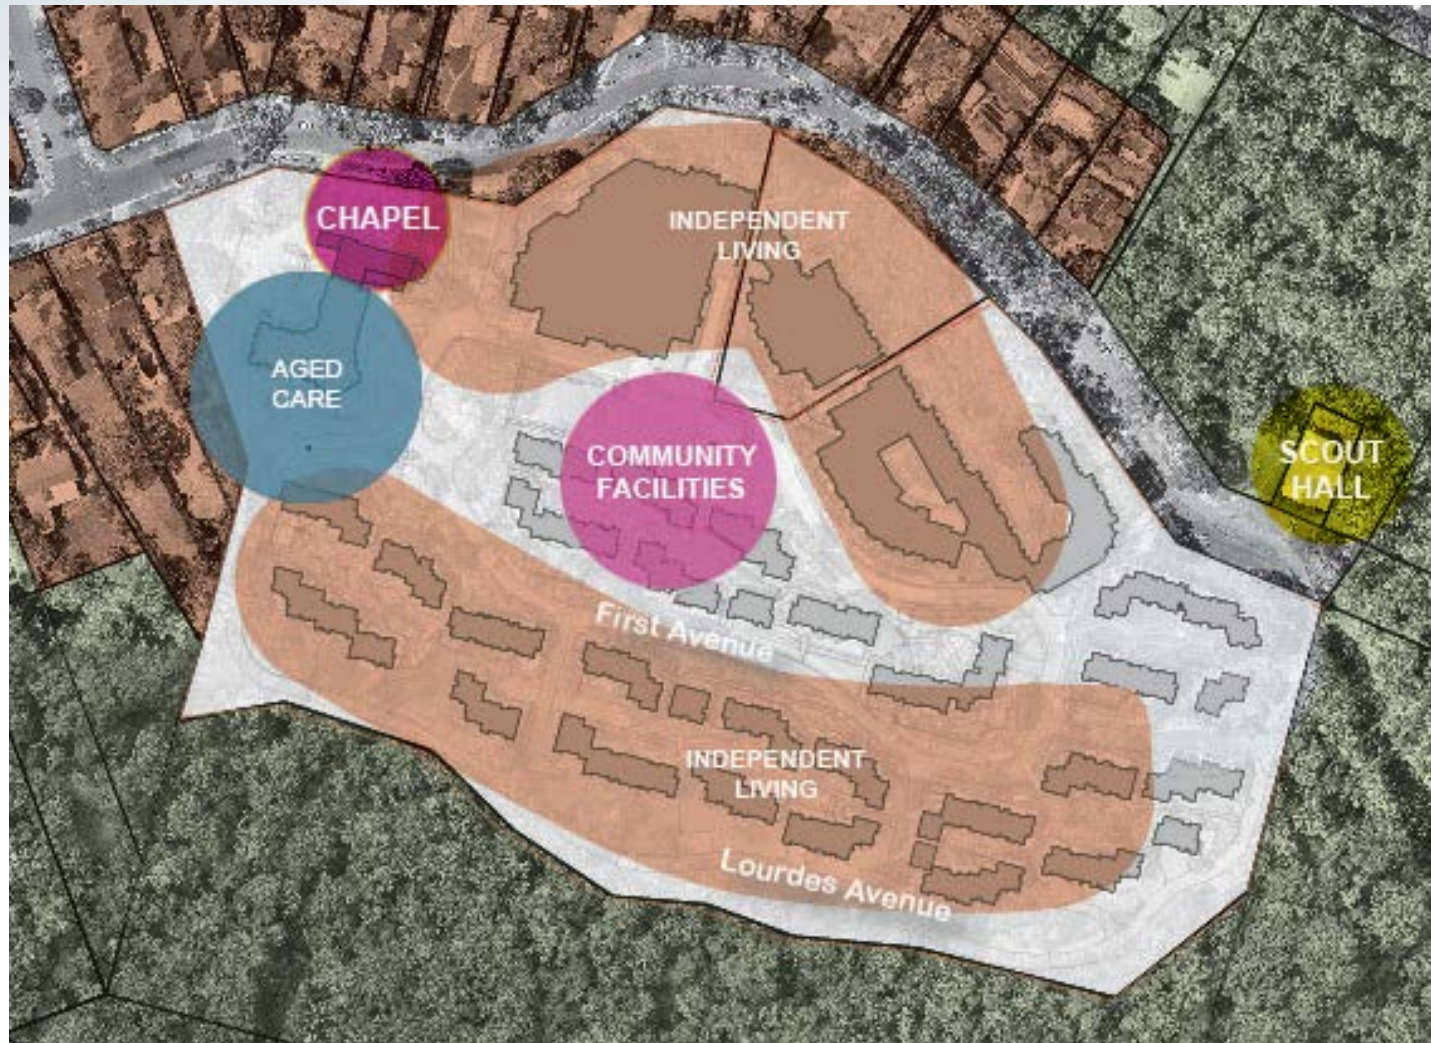 CHAPEL
INDEPENDENT
LIVING
AGED
CARE
COMMUNITY
FACILITIES
SCOUT
HALL
First Avenue
INDEPENDENT
LIVING
Lourdes Avenue